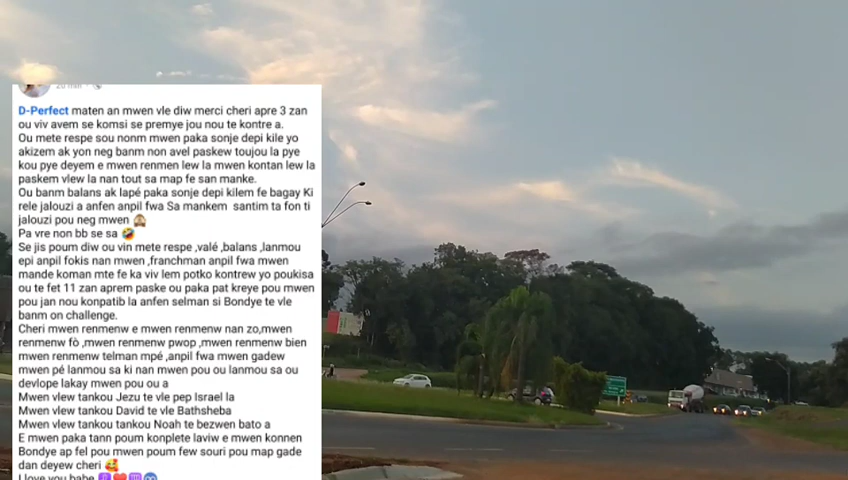 20 min
D-Perfect maten an mwen vle diw merci cheri apre 3 zan
ou viv avem se komsi se premye jou nou te kontre a.
Ou mete respe sou nonm mwen paka sonje depi kile yo
akizem ak yon neg banm non avel paskew toujou la pye
kou pye deyem e mwen renmen lew la mwen kontan lew la
paskem vlew la nan tout sa map fe san manke.
Ou banm balans ak lapé paka sonje depi kilem fe bagay Ki
rele jalouzi a anfen anpil fwa Sa mankem santim ta fon ti
jalouzi pou neg mwen 🙈
Pa vre non bb se sa 🤣
Se jis poum diw ou vin mete respe ,valé ,balans ,lanmou
epi anpil fokis nan mwen ,franchman anpil fwa mwen
mande koman mte fe ka viv lem potko kontrew yo poukisa
ou te fet 11 zan aprem paske ou paka pat kreye pou mwen
pou jan nou konpatib la anfen selman si Bondye te vle
banm on challenge.
Cheri mwen renmenw e mwen renmenw nan zo,mwen
renmenw fò ,mwen renmenw pwop ,mwen renmenw bien
mwen renmenw telman mpé ,anpil fwa mwen gadew
mwen pé lanmou sa ki nan mwen pou ou lanmou sa ou
devlope lakay mwen pou ou a
Mwen vlew tankou Jezu te vle pep Israel la
Mwen vlew tankou David te vle Bathsheba
Mwen vlew tankou tankou Noah te bezwen bato a
E mwen paka tann poum konplete laviw e mwen konnen
Bondye ap fel pou mwen poum few souri pou map gade
dan deyew cheri 🥰
I love you babe